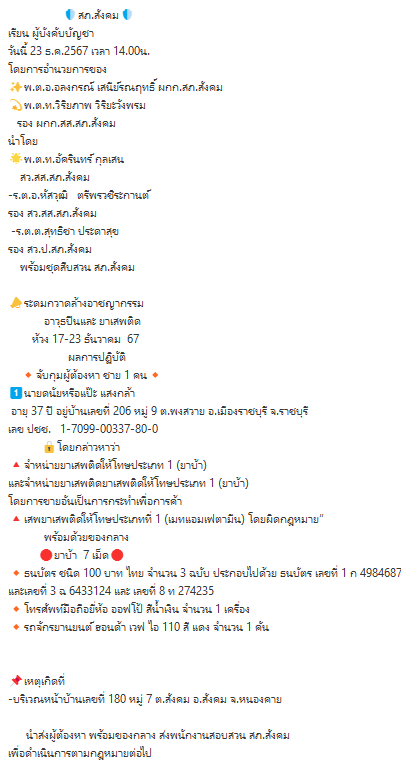 สภ.สังคม
เรียน ผู้บังคับบัญชา
วันนี้ 23 ธ.ค.2567 เวลา 14.00น.
โดยการอำนวยการของ
พ.ต.อ.อลงกรณ์ เสนีย์รณฤทธิ์ ผกก.สภ.สังคม
พ.ต.ท.วิริยภาพ วิริยะวังพรม
รอง ผกก.สส.สภ.สังคม
นำโดย
พ.ต.ท.อัครินทร์ กุลเสน
สว.สส.สภ.สังคม
-ร.ต.อ.หัสวุฒิ ตรีพรวชิระกานต์
รอง สว.สส.สภ.สังคม
-ร.ต.ต.สุทธิชา ประดาสุข
รอง สว.ป.สภ.สังคม
พร้อมชุดสืบสวน สภ.สังคม
ระดมกวาดล้างอาชญากรรม
อาวุธปืนและ ยาเสพติด
ห้วง 17-23 ธันวาคม 67
ผลการปฏิบัติ
🔸จับกุมผู้ต้องหา ชาย 1 คน🔸
1 นายดนัยหรือแป๊ะ แสงกล้า
อายุ 37 ปี อยู่บ้านเลขที่ 206 หมู่ 9 ต.พงสวาย อ.เมืองราชบุรี จ.ราชบุรี
เลข ปชช. 1-7099-00337-80-0
โดยกล่าวหาว่า
🔺จำหน่ายยาเสพติดให้โทษประเภท 1 (ยาบ้า)
และจำหน่ายยาเสพติดยาเสพติดให้โทษประเภท 1 (ยาบ้า)
โดยการขายอันเป็นการกระทำเพื่อการค้า
🔺เสพยาเสพติดให้โทษประเภทที่ 1 (เมทแอมเฟตามีน) โดยผิดกฎหมาย"
พร้อมด้วยของกลาง
🔴ยาบ้า 7 เม็ด🔴
🔸ธนบัตร ชนิด 100 บาท ไทย จำนวน 3 ฉบับ ประกอบไปด้วย ธนบัตร เลขที่ 1 ก 4984687
และเลขที่ 3 ฉ 6433124 และ เลขที่ 8 ท 274235
🔸โทรศัพท์มือถือยี่ห้อ ออฟโป้ สีน้ำเงิน จำนวน 1 เครื่อง
🔸รถจักรยานยนต์ ฮอนด้า เวฟ ไอ 110 สี แดง จำนวน 1 คัน
📌เหตุเกิดที่
-บริเวณหน้าบ้านเลขที่ 180 หมู่ 7 ต.สังคม อ.สังคม จ.หนองคาย
นำส่งผู้ต้องหา พร้อมของกลาง ส่งพนักงานสอบสวน สภ.สังคม
เพื่อดำเนินการตามกฎหมายต่อไป